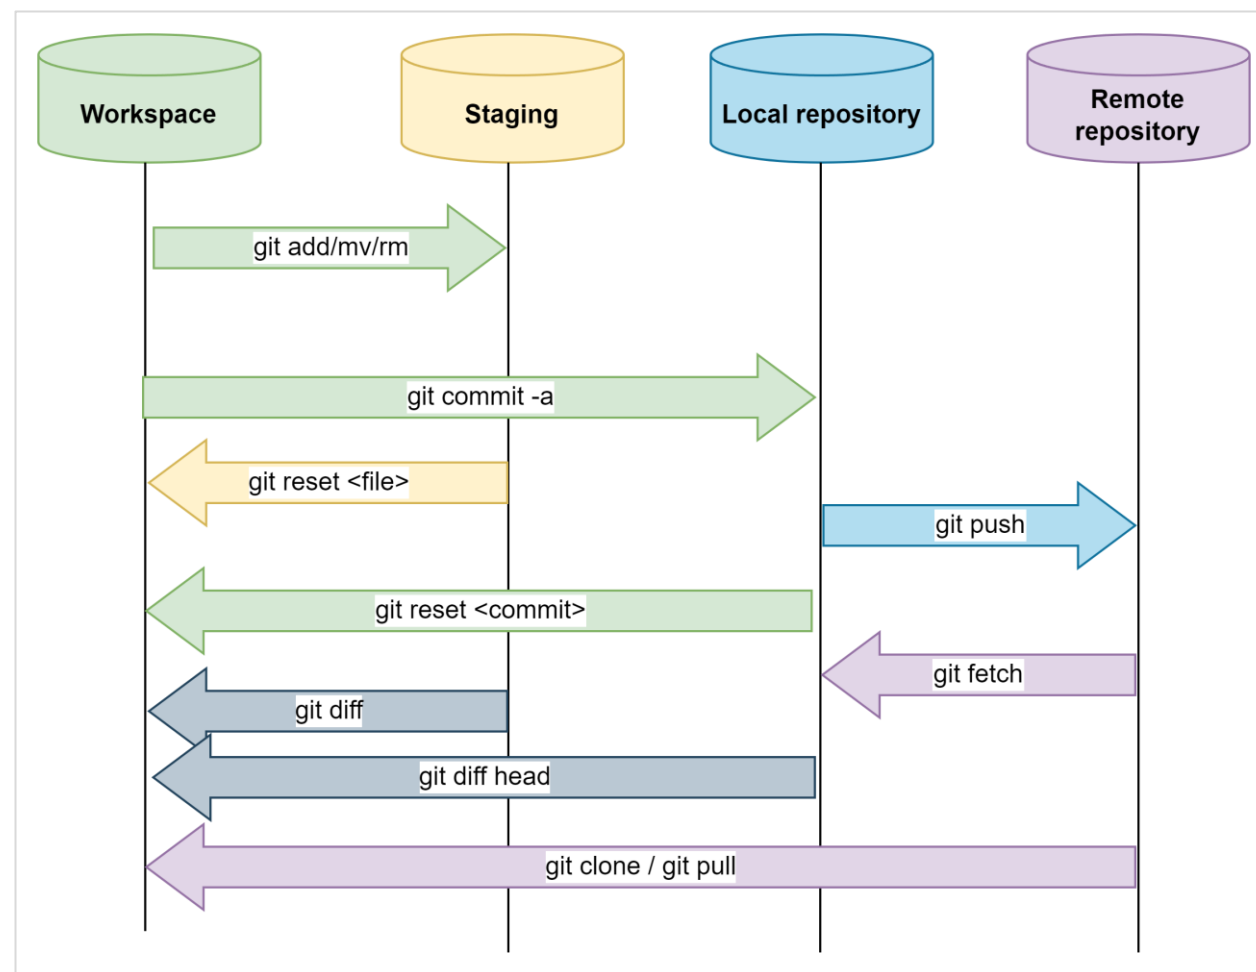 Workspace
Staging
Local repository
Remote
repository
git add/mv/rm
git commit -a
git reset <file>
git push
git reset <commit>
git fetch
git diff
git diff head
git clone / git pull